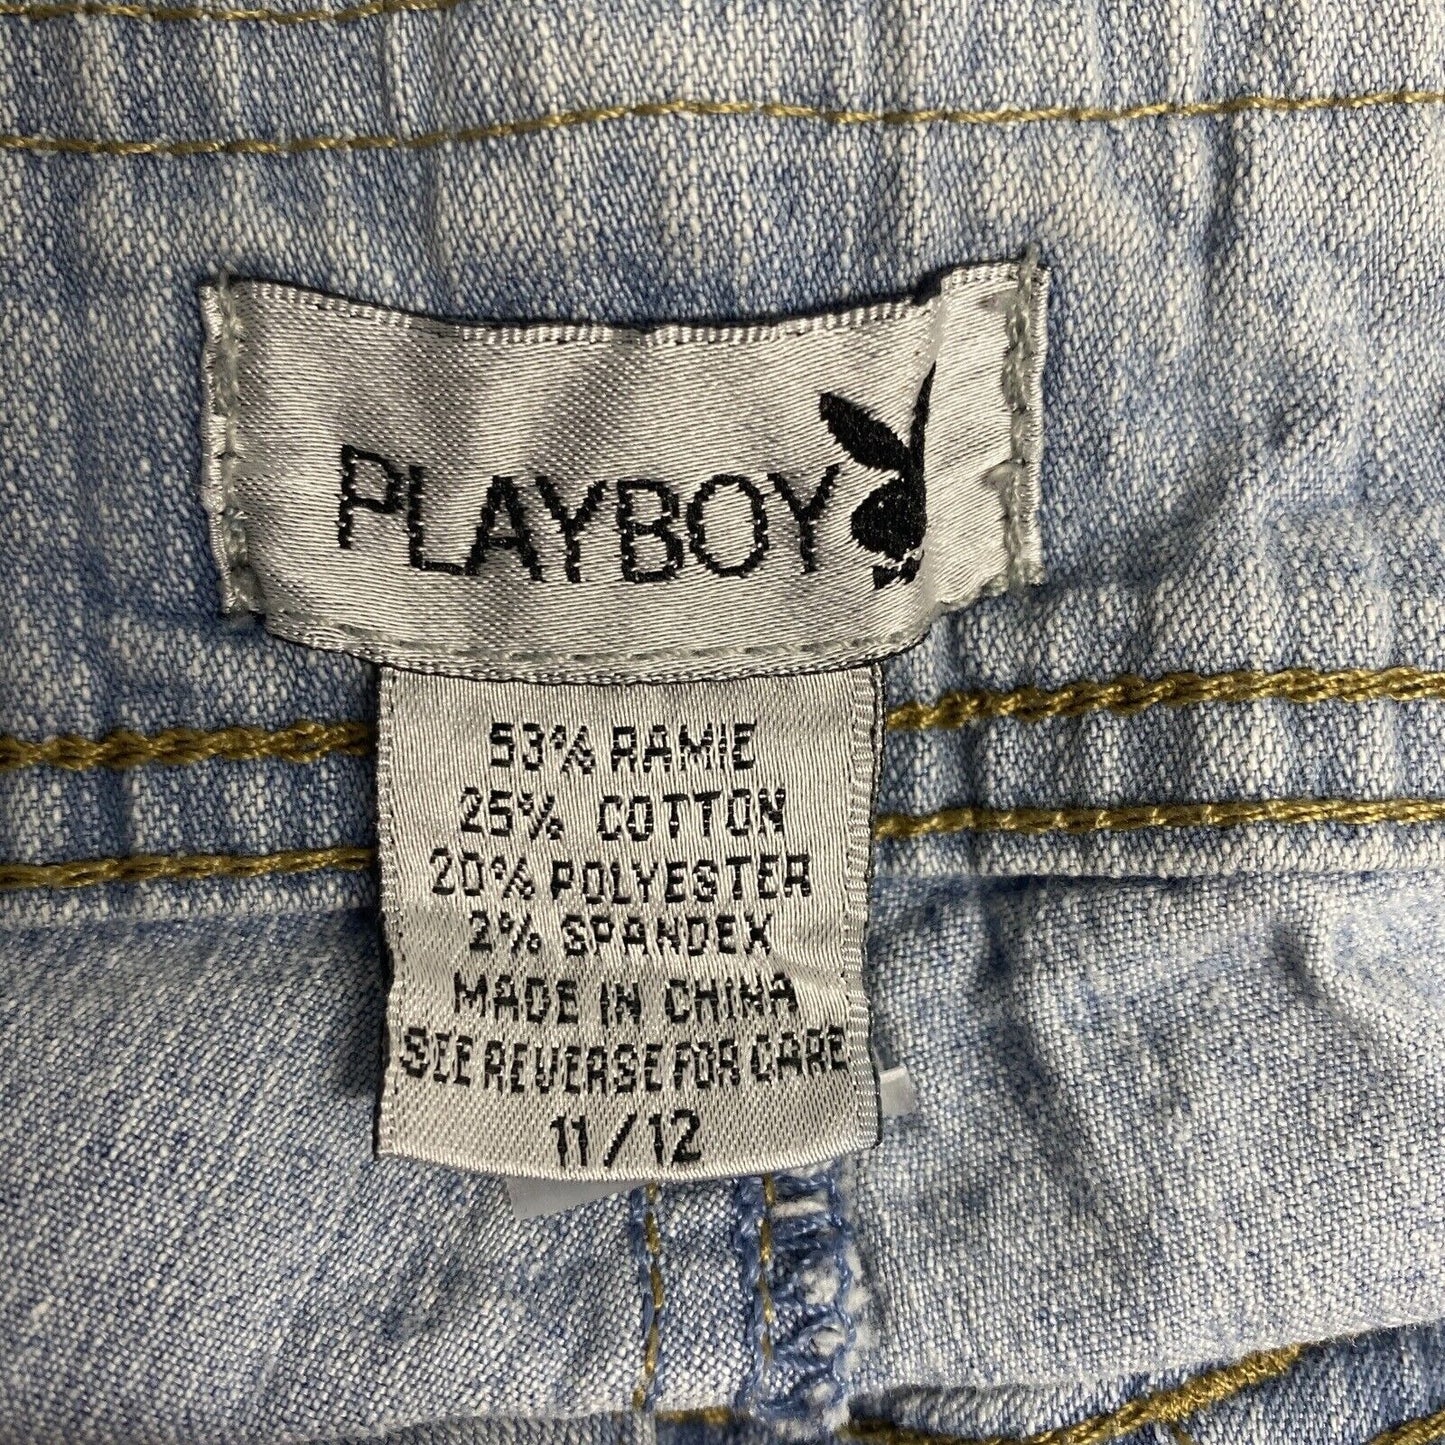 PLAYBOY
53% RAMIE
25% COTTON
20% POLYESTER
2% SPANDEX
MADE IN CHINA
SEE REVERSE FOR CARE
11/12